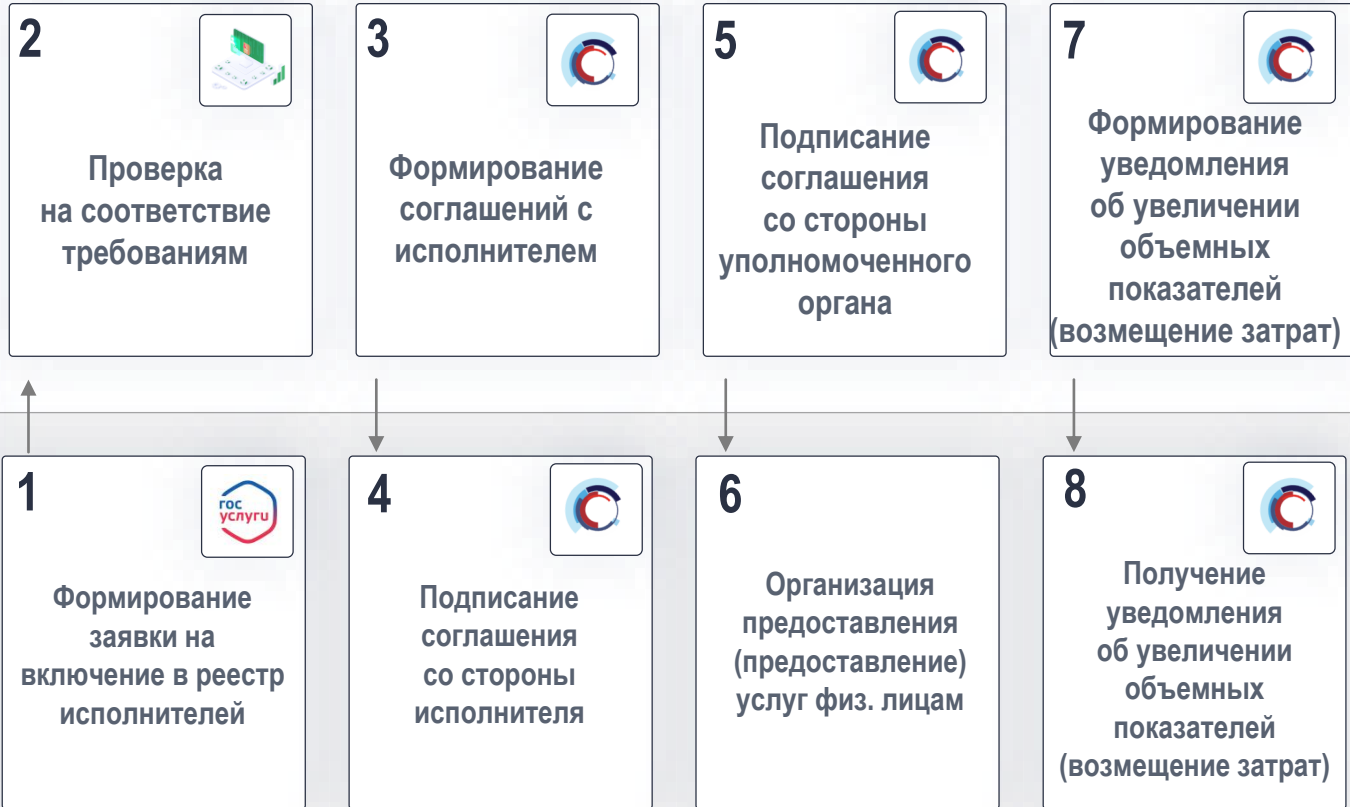 2
Проверка
на соответствие
требованиям
3
Формирование
соглашений с
исполнителем
5
Подписание
соглашения
со стороны
уполномоченного
органа
7
Формирование
уведомления
об увеличении
объемных
показателей
(возмещение затрат)
1
гос
услуги
Формирование
заявки на
включение в реестр
исполнителей
4
Подписание
соглашения
со стороны
исполнителя
6
Организация
предоставления
(предоставление)
услуг физ. лицам
8
Получение
уведомления
об увеличении
объемных
показателей
(возмещение затрат)